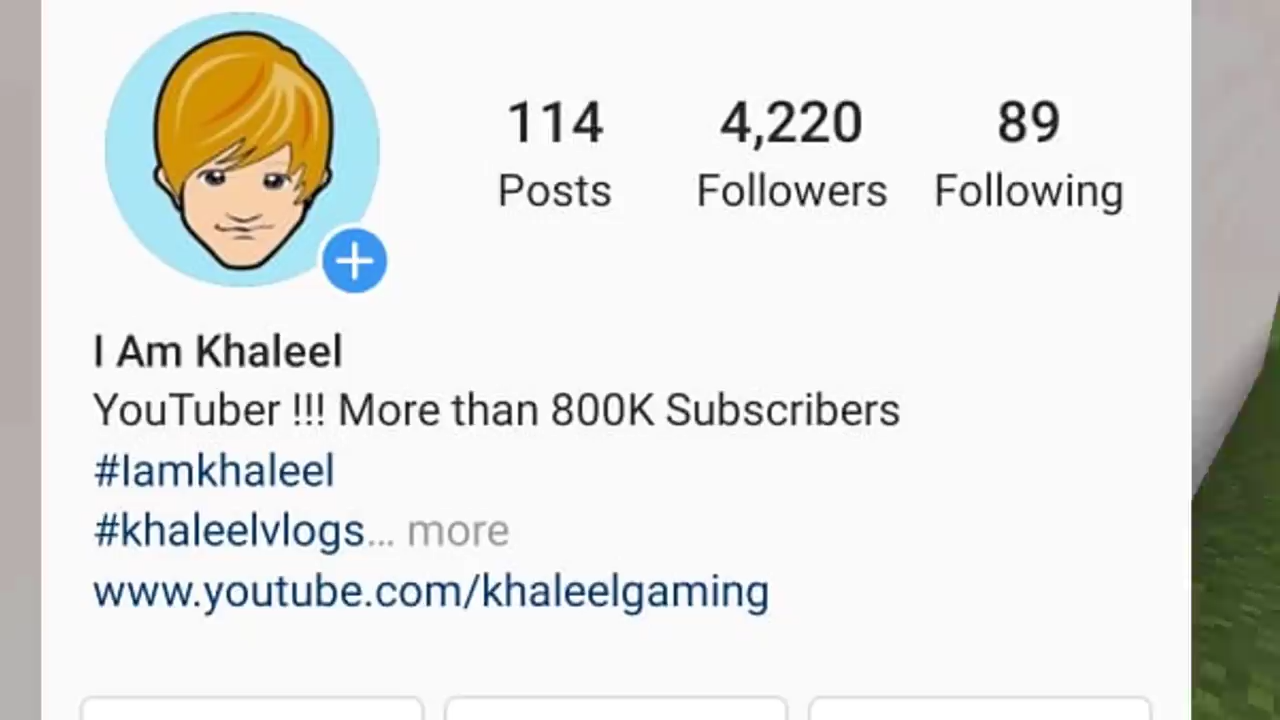 114 4,220 89
Posts Followers Following
I Am Khaleel
YouTuber !!! More than 800K Subscribers
#Iamkhaleel
#khaleelvlogs... more
www.youtube.com/khaleelgaming